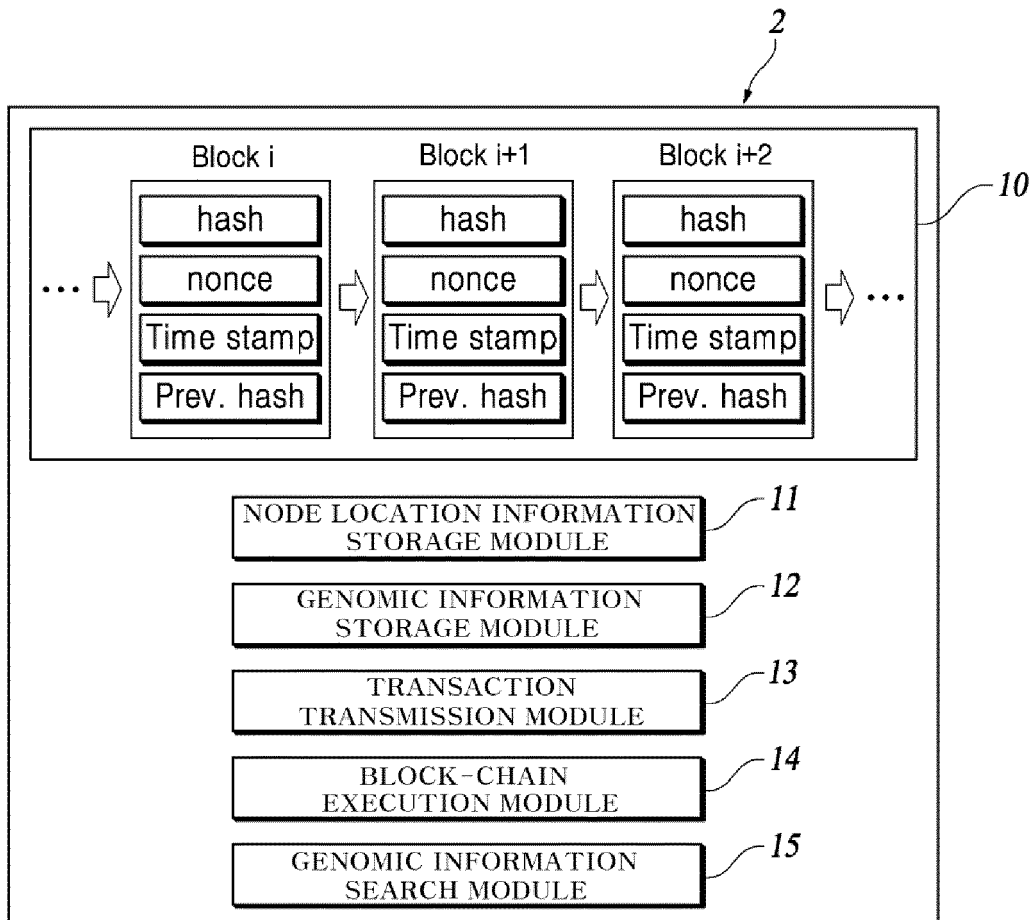 2
Block i Block i+1 Block i+2
10
hash hash hash
nonce nonce nonce
... ...
Time stamp Time stamp Time stamp
Prev. hash Prev. hash Prev. hash
11
NODE LOCATION INFORMATION
STORAGE MODULE
12
GENOMIC INFORMATION
STORAGE MODULE
13
TRANSACTION
TRANSMISSION MODULE
14
BLOCK-CHAIN
EXECUTION MODULE
15
GENOMIC INFORMATION
SEARCH MODULE